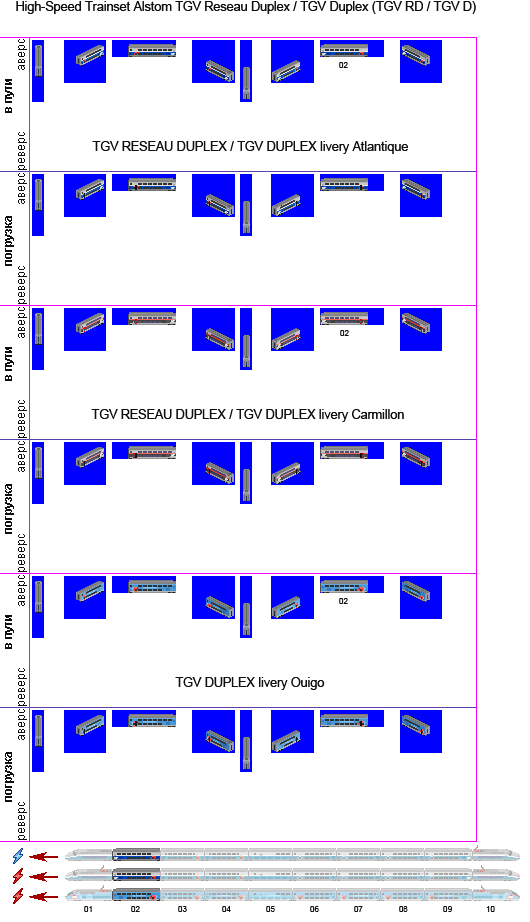 High-Speed Trainset Alstom TGV Reseau Duplex / TGV Duplex (TGV RD / TGV D)
аверс
в пути
02
реверс
TGV RESEAU DUPLEX / TGV DUPLEX livery Atlantique
аверс
погрузка
реверс
аверс
в пути
02
реверс
TGV RESEAU DUPLEX / TGV DUPLEX livery Carmillon
аверс
погрузка
реверс
аверс
в пути
02
реверс
TGV DUPLEX livery Ouigo
аверс
погрузка
реверс
01 02 03 04 05 06 07 08 09 10